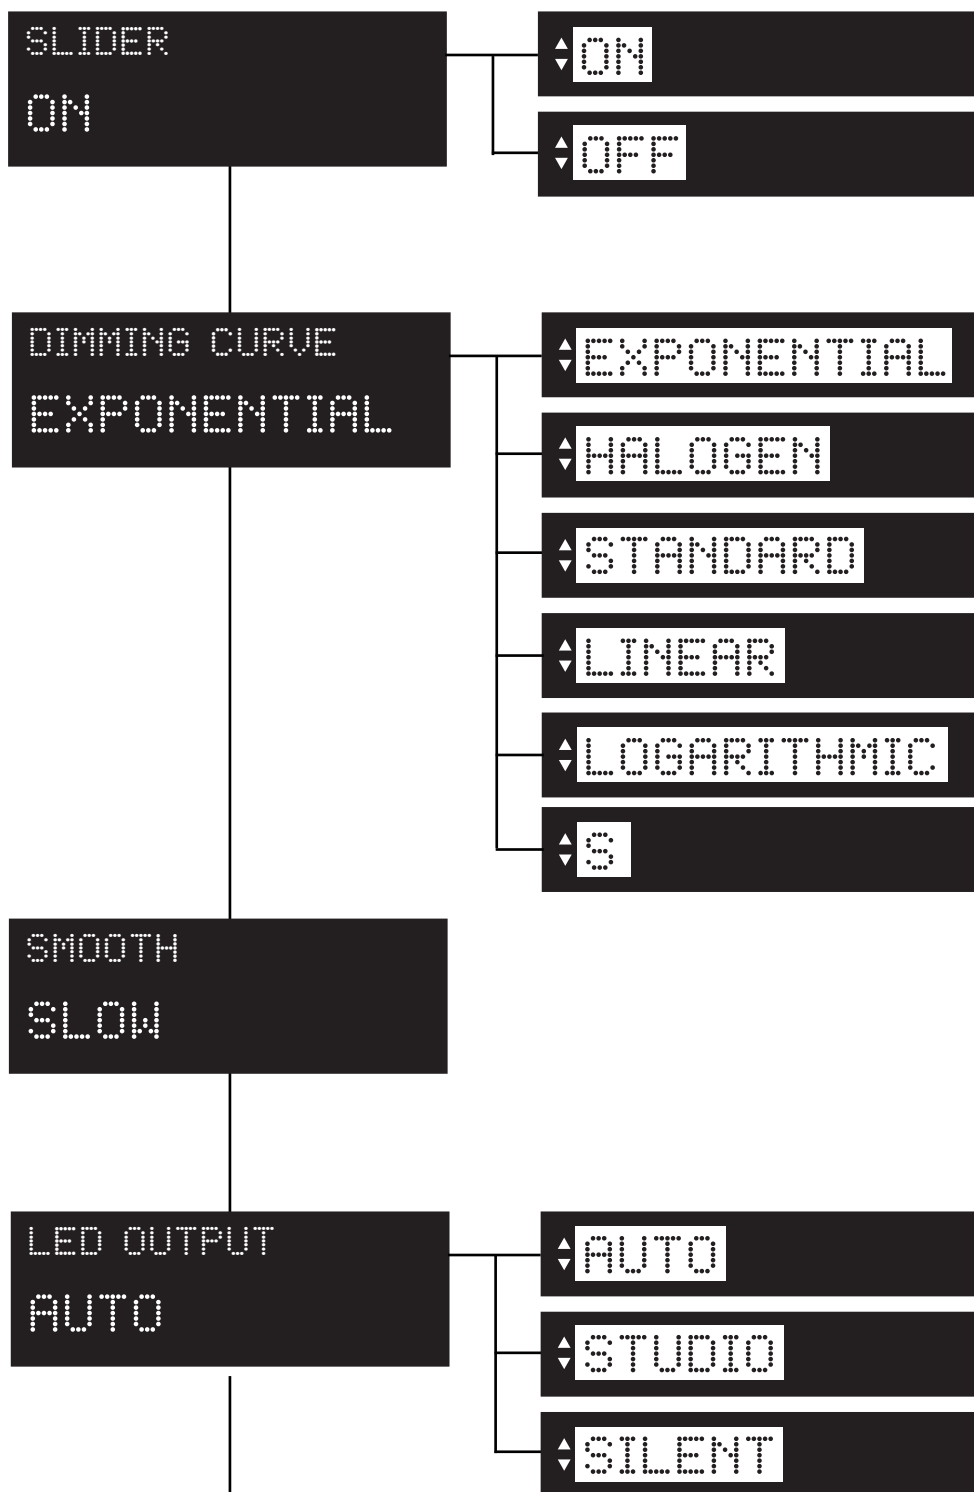 SLIDER
ON
ON
OFF
DIMMING CURVE
EXPONENTIAL
EXPONENTIAL
HALOGEN
STANDARD
LINEAR
LOGARITHMIC
S
SMOOTH
SLOW
LED OUTPUT
AUTO
AUTO
STUDIO
SILENT